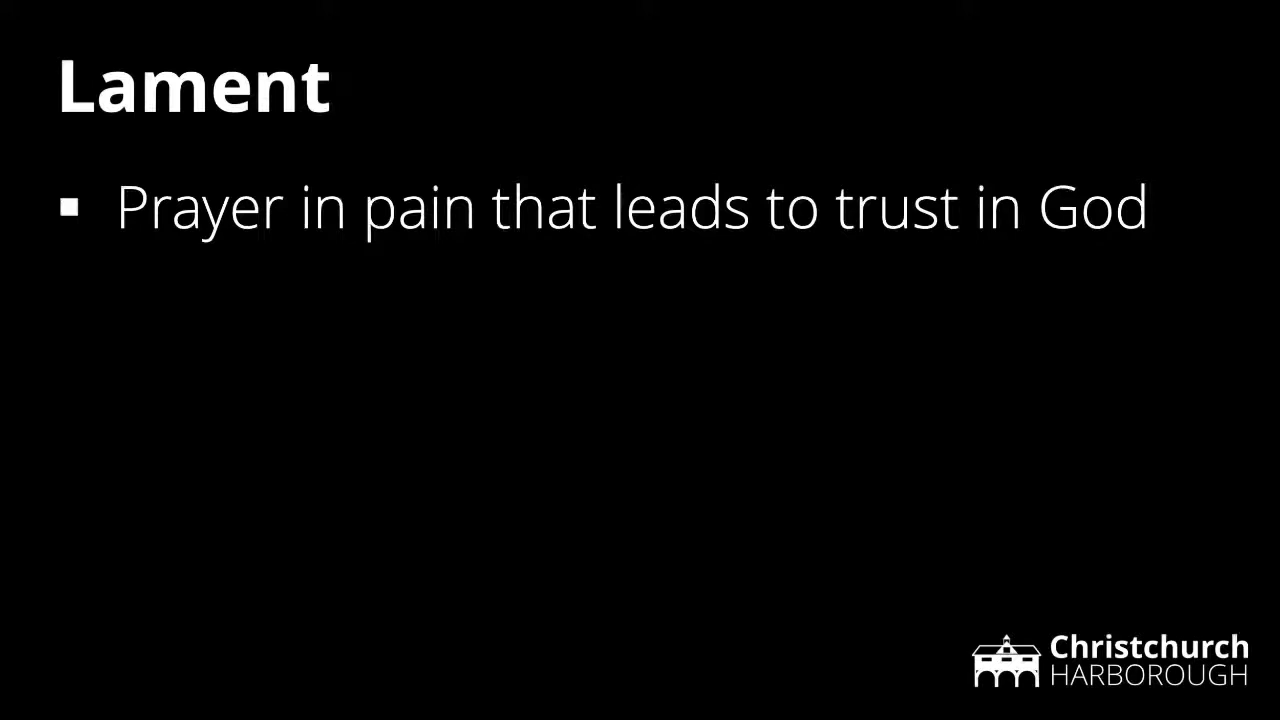 Lament
▪ Prayer in pain that leads to trust in God
Christchurch
HARBOROUGH